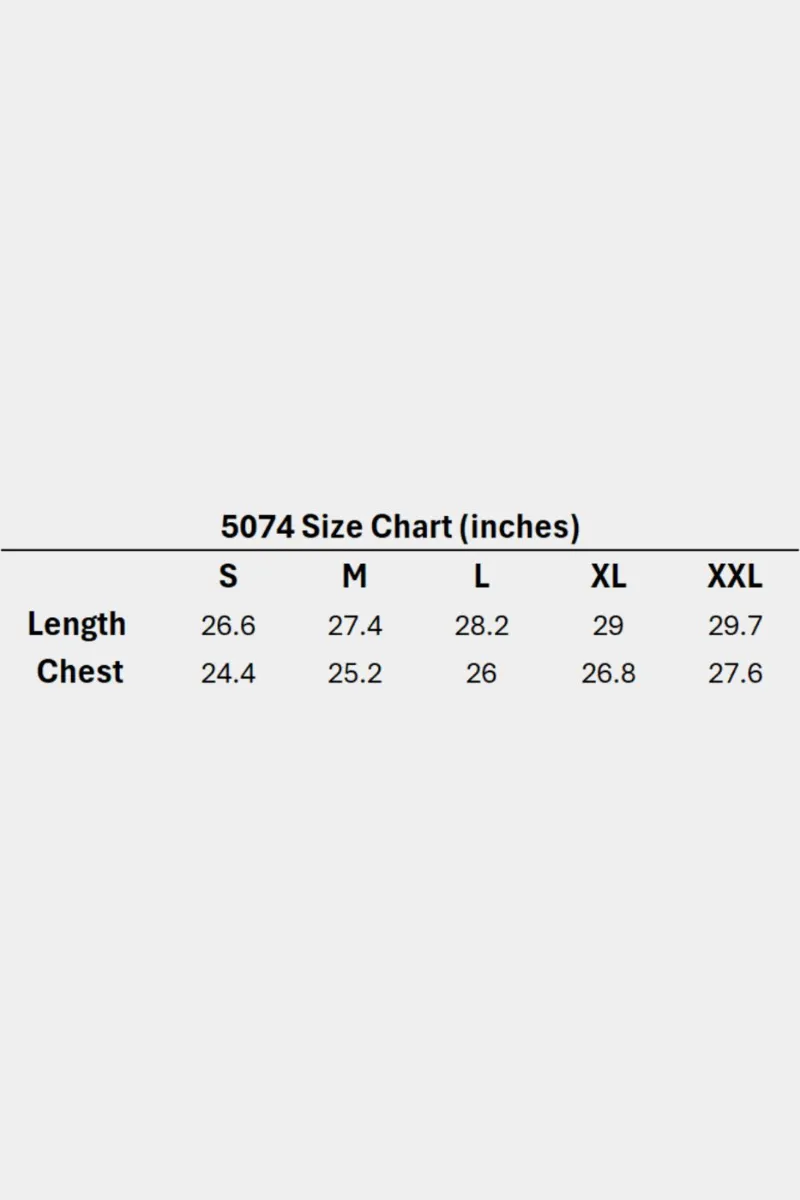 5074 Size Chart (inches)
S M L XL XXL
Length 26.6 27.4 28.2 29 29.7
Chest 24.4 25.2 26 26.8 27.6